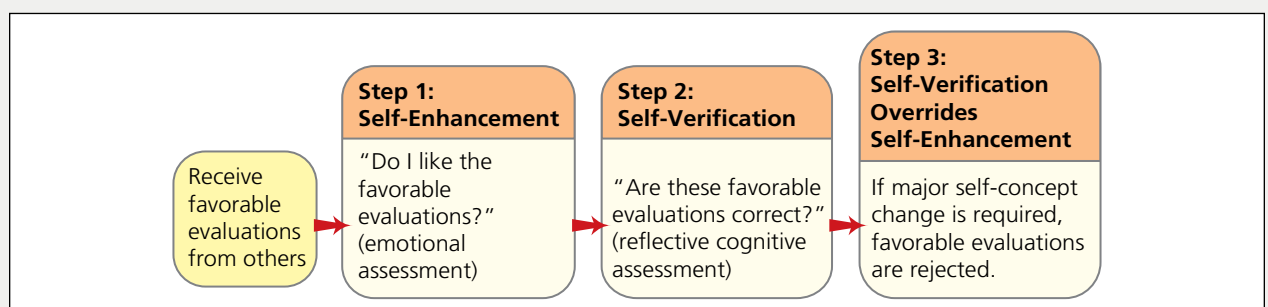 Receive
favorable
evaluations
from others
Step 1:
Self-Enhancement
“Do I like the
favorable
evaluations?”
(emotional
assessment)
Step 2:
Self-Verification
“Are these favorable
evaluations correct?”
(reflective cognitive
assessment)
Step 3:
Self-Verification
Overrides
Self-Enhancement
If major self-concept
change is required,
favorable evaluations
are rejected.